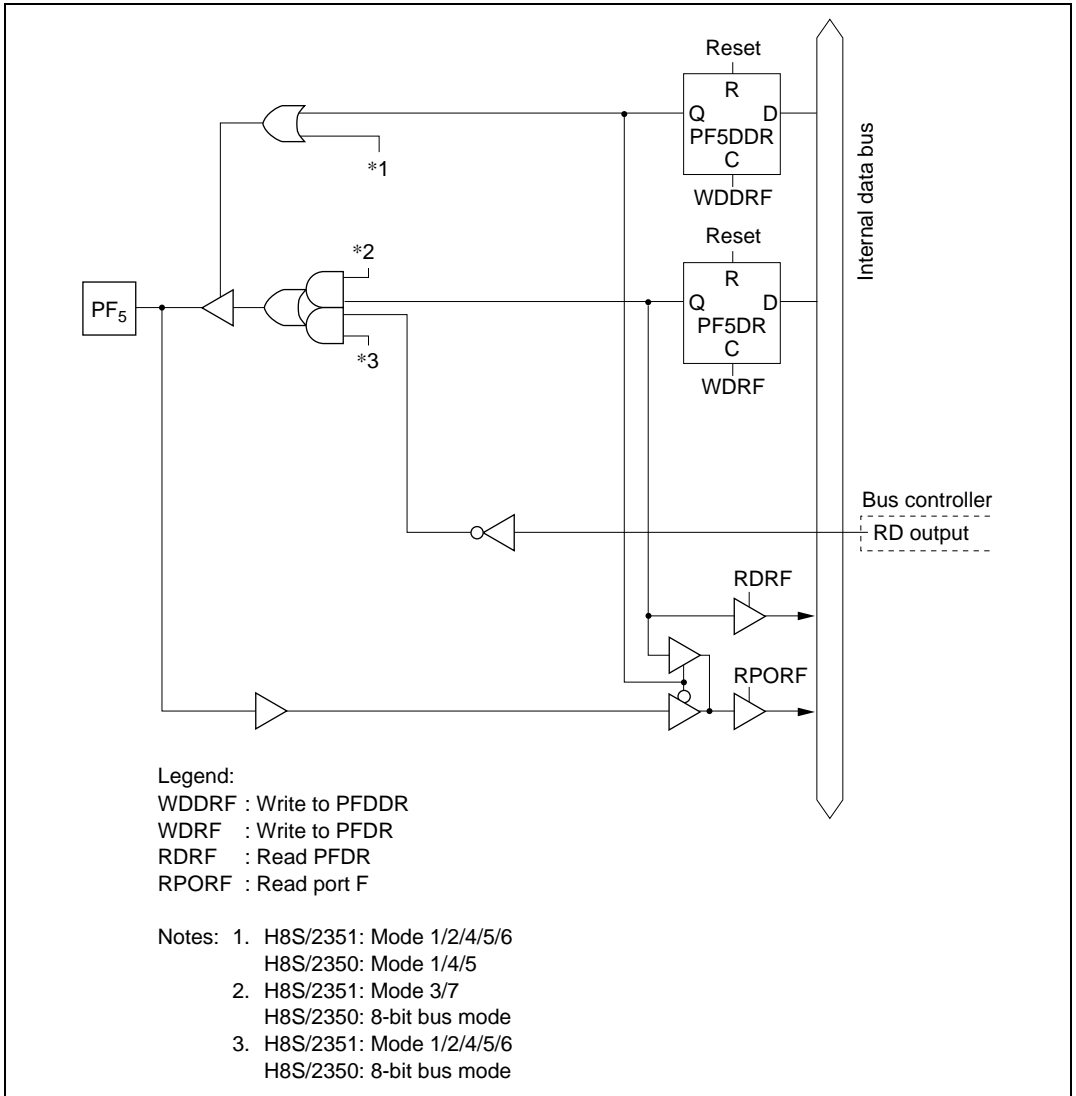 Reset
R
Q D
PF5DDR
C
WDDRF
*1
Internal data bus
Reset
R
Q D
PF5DR
C
WDRF
*2
PF5
*3
Bus controller
RD output
RDRF
RPORF
Legend:
WDDRF : Write to PFDDR
WDRF : Write to PFDR
RDRF : Read PFDR
RPORF : Read port F
Notes: 1. H8S/2351: Mode 1/2/4/5/6
H8S/2350: Mode 1/4/5
2. H8S/2351: Mode 3/7
H8S/2350: 8-bit bus mode
3. H8S/2351: Mode 1/2/4/5/6
H8S/2350: 8-bit bus mode